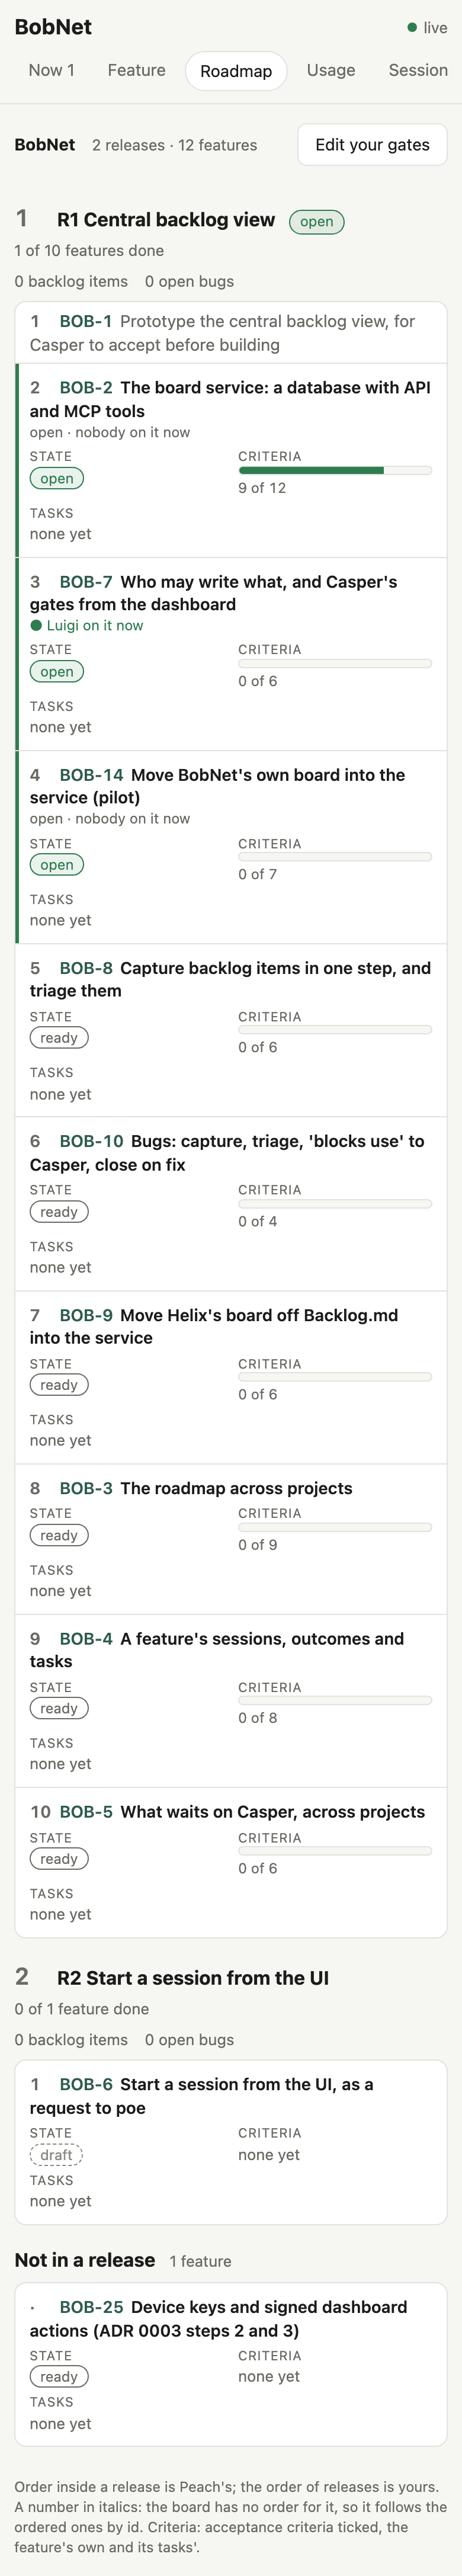 BobNet
live
Now 1 Feature Roadmap Usage Session
BobNet 2 releases · 12 features Edit your gates
1 R1 Central backlog view open
1 of 10 features done
0 backlog items 0 open bugs
1 BOB-1 Prototype the central backlog view, for
Casper to accept before building
2 BOB-2 The board service: a database with API
and MCP tools
open · nobody on it now
STATE CRITERIA
open
9 of 12
TASKS
none yet
3 BOB-7 Who may write what, and Casper's
gates from the dashboard
Luigi on it now
STATE CRITERIA
open
0 of 6
TASKS
none yet
4 BOB-14 Move BobNet's own board into the
service (pilot)
open · nobody on it now
STATE CRITERIA
open
0 of 7
TASKS
none yet
5 BOB-8 Capture backlog items in one step, and
triage them
STATE CRITERIA
ready
0 of 6
TASKS
none yet
6 BOB-10 Bugs: capture, triage, 'blocks use' to
Casper, close on fix
STATE CRITERIA
ready
0 of 4
TASKS
none yet
7 BOB-9 Move Helix's board off Backlog.md
into the service
STATE CRITERIA
ready
0 of 6
TASKS
none yet
8 BOB-3 The roadmap across projects
STATE CRITERIA
ready
0 of 9
TASKS
none yet
9 BOB-4 A feature's sessions, outcomes and
tasks
STATE CRITERIA
ready
0 of 8
TASKS
none yet
10 BOB-5 What waits on Casper, across projects
STATE CRITERIA
ready
0 of 6
TASKS
none yet
2 R2 Start a session from the UI
0 of 1 feature done
0 backlog items 0 open bugs
1 BOB-6 Start a session from the UI, as a
request to poe
STATE CRITERIA
draft none yet
TASKS
none yet
Not in a release 1 feature
· BOB-25 Device keys and signed dashboard
actions (ADR 0003 steps 2 and 3)
STATE CRITERIA
ready none yet
TASKS
none yet
Order inside a release is Peach's; the order of releases is yours.
A number in italics: the board has no order for it, so it follows the
ordered ones by id. Criteria: acceptance criteria ticked, the
feature's own and its tasks'.